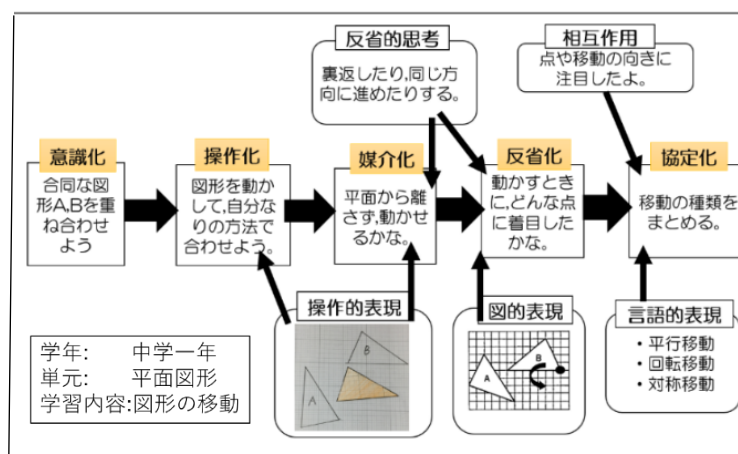 反省的思考
裏返したり,同じ方
向に進めたりする。
相互作用
点や移動の向きに
注目したよ。
意識化
合同な図
形A,Bを重
ね合わせ
よう
操作化
図形を動か
して,自分な
りの方法で
合わせよう。
媒介化
平面から離
さず,動かせ
るかな。
反省化
動かすとき
に,どんな点
に着目した
かな。
協定化
移動の種類を
まとめる。
操作的表現
B
A
図的表現
B
A
言語的表現
・平行移動
・回転移動
・対称移動
学年: 中学一年
単元: 平面図形
学習内容:図形の移動